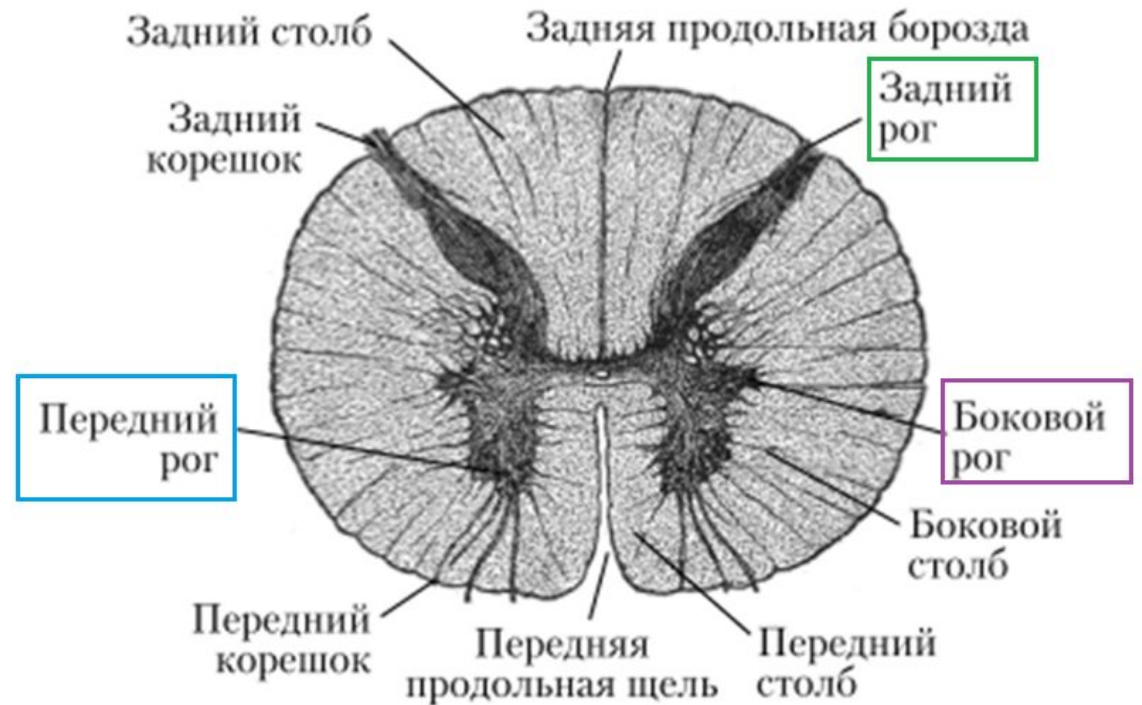 Задний столб
Задняя продольная борозда
Задний
корешок
Задний
рог
Передний
рог
Боковой
рог
Боковой
столб
Передний
корешок
Передняя
продольная щель
Передний
столб